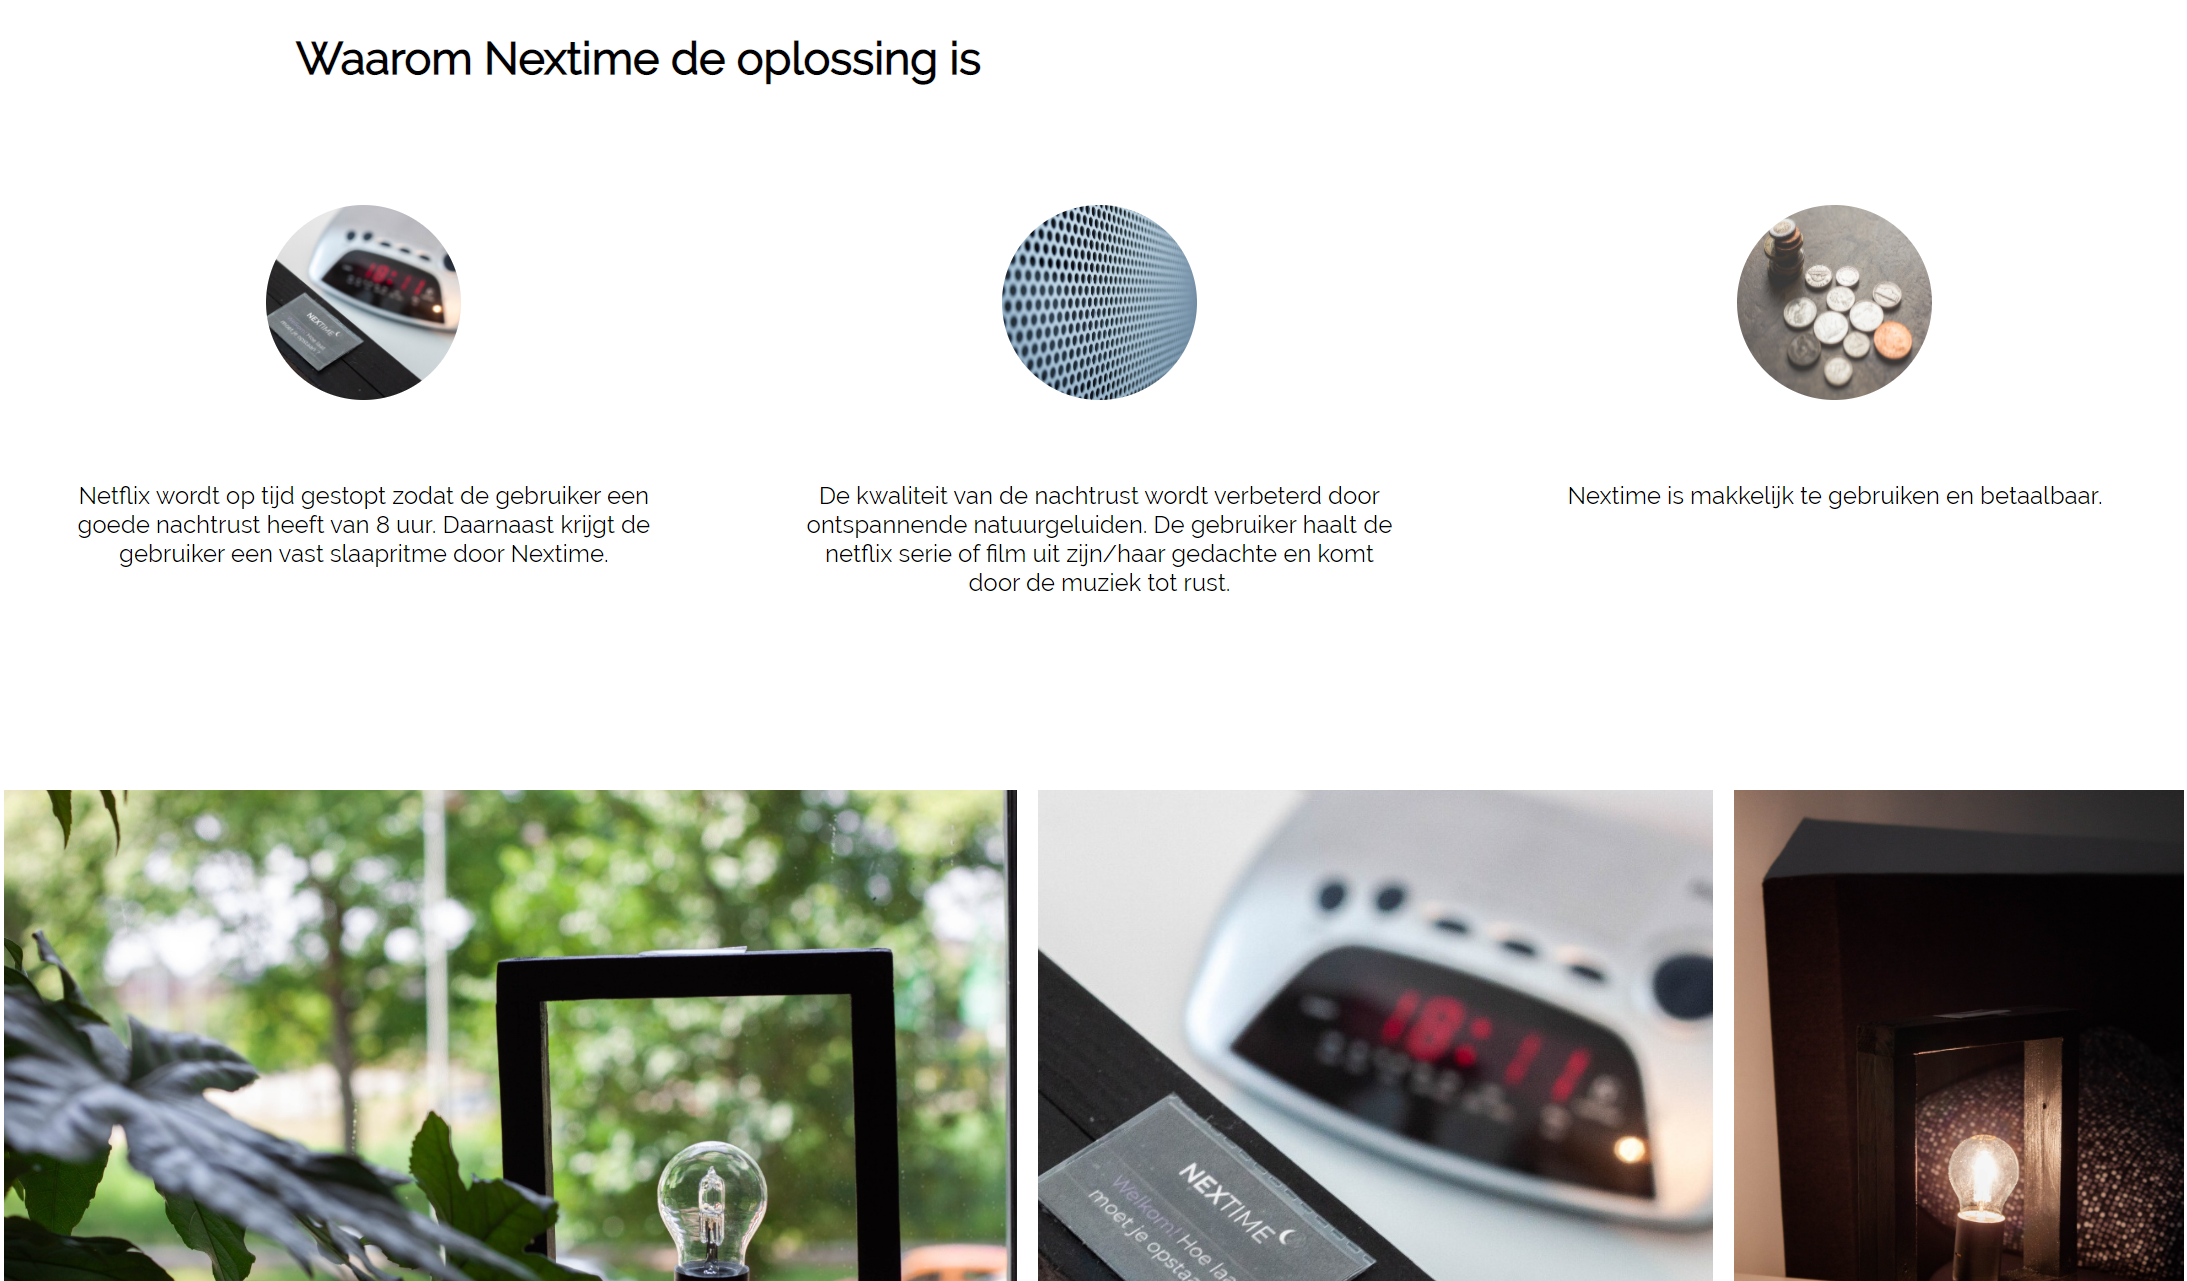 Waarom Nextime de oplossing is
Netflix wordt op tijd gestopt zodat de gebruiker een
goede nachtrust heeft van 8 uur. Daarnaast krijgt de
gebruiker een vast slaapritme door Nextime.
De kwaliteit van de nachtrust wordt verbeterd door
ontspannende natuurgeluiden. De gebruiker haalt de
netflix serie of film uit zijn/haar gedachte en komt
door de muziek tot rust.
Nextime is makkelijk te gebruiken en betaalbaar.
NEXTIME
18:11
NEXTIME
Welkom! Hoe laa
moet je opstaa